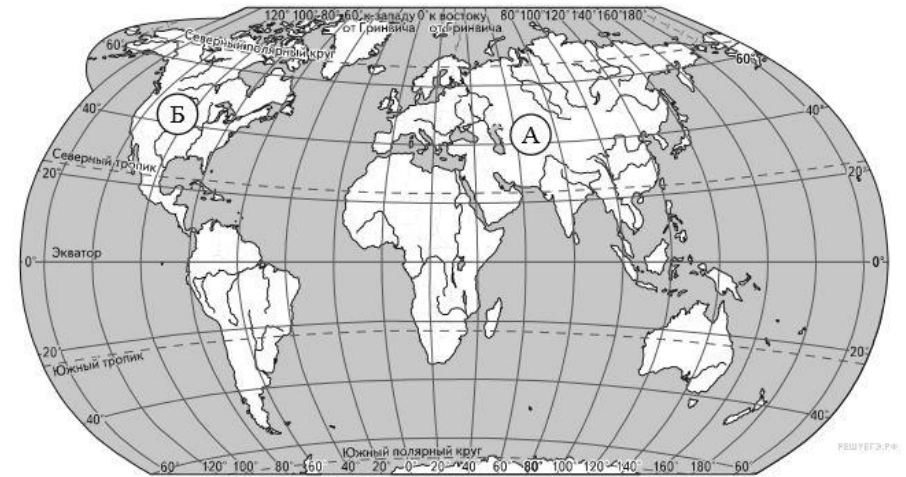 120° 100° 80° 60° к западу 0° к востоку 80° 100° 120° 140° 160° 180°
от Гринвича от Гринвича
60° Северный полярный круг 60°
Б
40° 40°
А
Северный тропик
20° 20°
Экватор
0° 0°
20° 20°
Южный тропик
40° 40°
РЕШУЕГЭ.РФ
Южный полярный круг
60° 120° 100° 80° 60° 40° 20° 0° 20° 40° 60° 80° 100° 120° 140° 160° 180° 60°